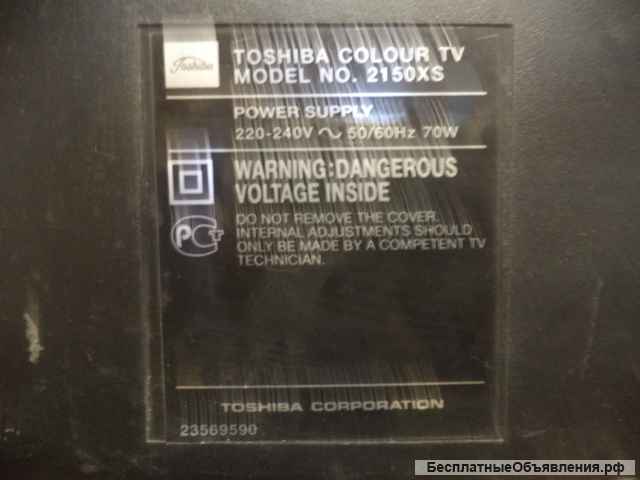 Toshiba
TOSHIBA COLOUR TV
MODEL NO. 2150XS
POWER SUPPLY
220-240V ∿ 50/60Hz 70W
WARNING:DANGEROUS
VOLTAGE INSIDE
DO NOT REMOVE THE COVER.
INTERNAL ADJUSTMENTS SHOULD
ONLY BE MADE BY A COMPETENT TV
TECHNICIAN.
TOSHIBA CORPORATION
23569590
БесплатныеОбъявления.рф